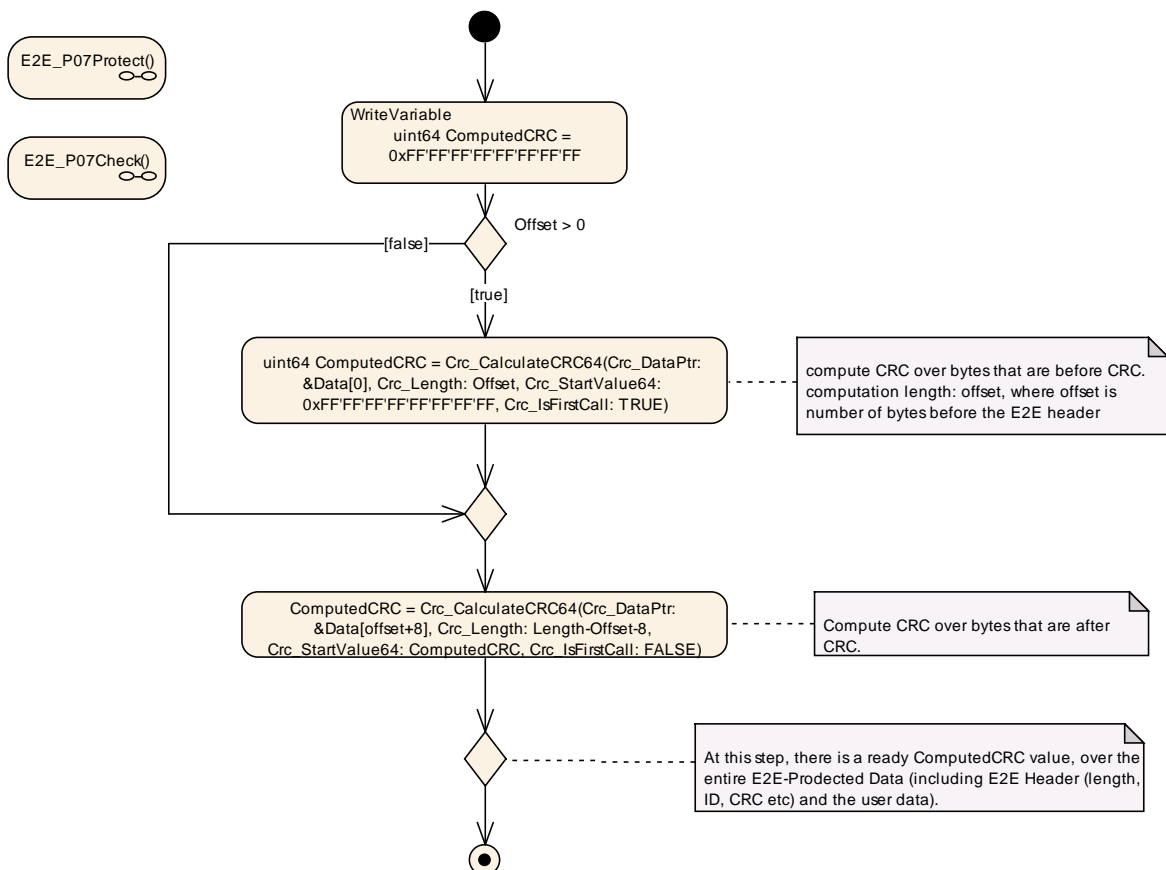 E2E_P07Protect()
E2E_P07Check()
WriteVariable
uint64 ComputedCRC =
0xFF'FF'FF'FF'FF'FF'FF'FF
Offset > 0
[false]
[true]
uint64 ComputedCRC = Crc_CalculateCRC64(Crc_DataPtr:
&Data[0], Crc_Length: Offset, Crc_StartValue64:
0xFF'FF'FF'FF'FF'FF'FF'FF, Crc_IsFirstCall: TRUE)
compute CRC over bytes that are before CRC.
computation length: offset, where offset is
number of bytes before the E2E header
ComputedCRC = Crc_CalculateCRC64(Crc_DataPtr:
&Data[offset+8], Crc_Length: Length-Offset-8,
Crc_StartValue64: ComputedCRC, Crc_IsFirstCall: FALSE)
Compute CRC over bytes that are after
CRC.
At this step, there is a ready ComputedCRC value, over the
entire E2E-Prodected Data (including E2E Header (length,
ID, CRC etc) and the user data).